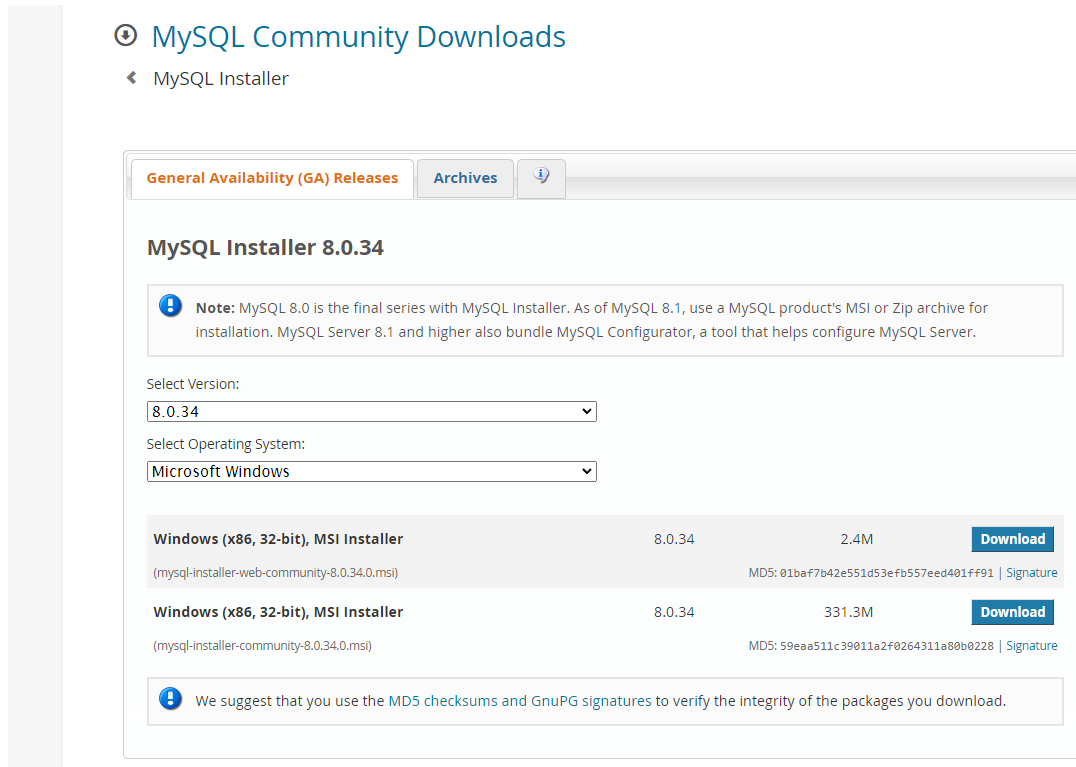 MySQL Community Downloads
MySQL Installer
General Availability (GA) Releases
Archives
MySQL Installer 8.0.34
Note: MySQL 8.0 is the final series with MySQL Installer. As of MySQL 8.1, use a MySQL product's MSI or Zip archive for
installation. MySQL Server 8.1 and higher also bundle MySQL Configurator, a tool that helps configure MySQL Server.
Select Version:
8.0.34
Select Operating System:
Microsoft Windows
Windows (x86, 32-bit), MSI Installer 8.0.34 2.4M Download
(mysql-installer-web-community-8.0.34.0.msi) MD5: 01baf7b42e551d53efb557eed401ff91 | Signature
Windows (x86, 32-bit), MSI Installer 8.0.34 331.3M Download
(mysql-installer-community-8.0.34.0.msi) MD5: 59eaa511c39011a2f0264311a80b0228 | Signature
We suggest that you use the MD5 checksums and GnuPG signatures to verify the integrity of the packages you download.